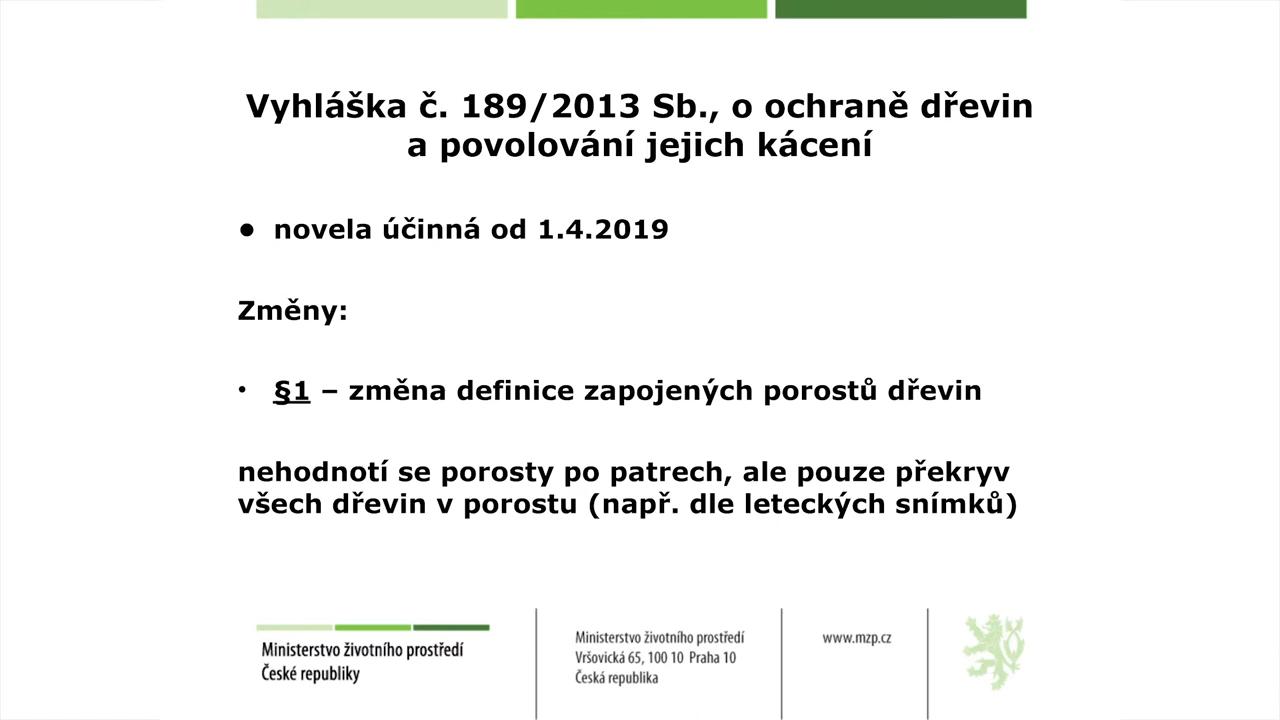 Vyhláška č. 189/2013 Sb., o ochraně dřevin
a povolování jejich kácení
• novela účinná od 1.4.2019
Změny:
• §1 – změna definice zapojených porostů dřevin
nehodnotí se porosty po patrech, ale pouze překryv
všech dřevin v porostu (např. dle leteckých snímků)
Ministerstvo životního prostředí
České republiky
Ministerstvo životního prostředí
Vršovická 65, 100 10 Praha 10
Česká republika
www.mzp.cz